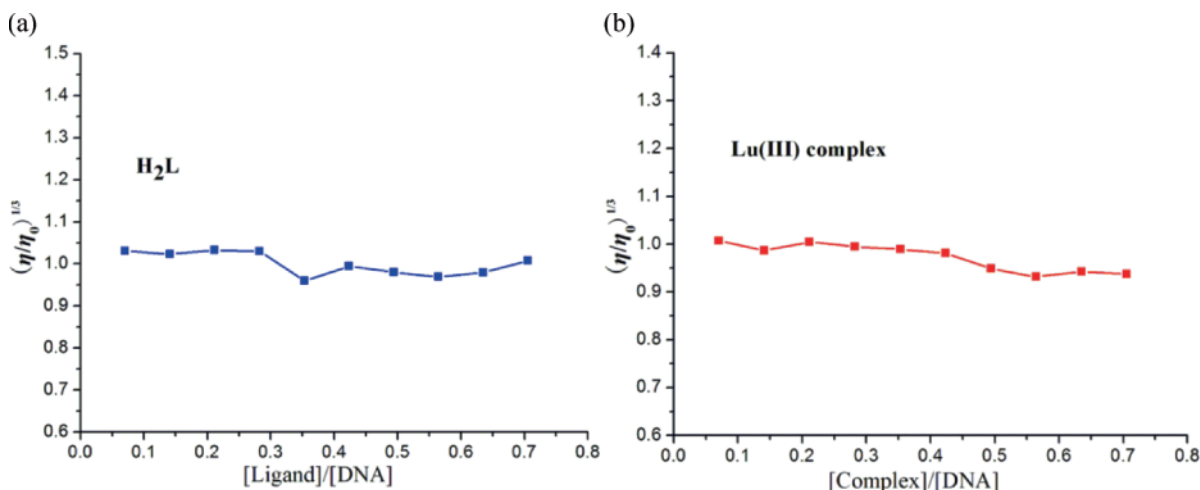 (a)
1.5
1.4
1.3
1.2
1.1
1.0
0.9
0.8
0.7
0.6
(η/η₀)¹ᐟ³
H₂L
0.0 0.1 0.2 0.3 0.4 0.5 0.6 0.7 0.8
[Ligand]/[DNA]
(b)
1.4
1.3
1.2
1.1
1.0
0.9
0.8
0.7
0.6
(η/η₀)¹ᐟ³
Lu(III) complex
0.0 0.1 0.2 0.3 0.4 0.5 0.6 0.7 0.8
[Complex]/[DNA]